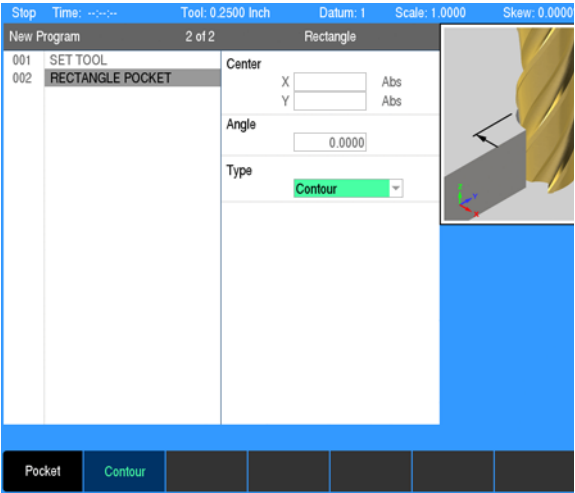 Stop Time: --:--:-- Tool: 0.2500 Inch Datum: 1 Scale: 1.0000 Skew: 0.0000°
New Program 2 of 2 Rectangle
001 SET TOOL
002 RECTANGLE POCKET
Center
X Abs
Y Abs
Angle
0.0000
Type
Contour
Z
Y
X
Pocket Contour